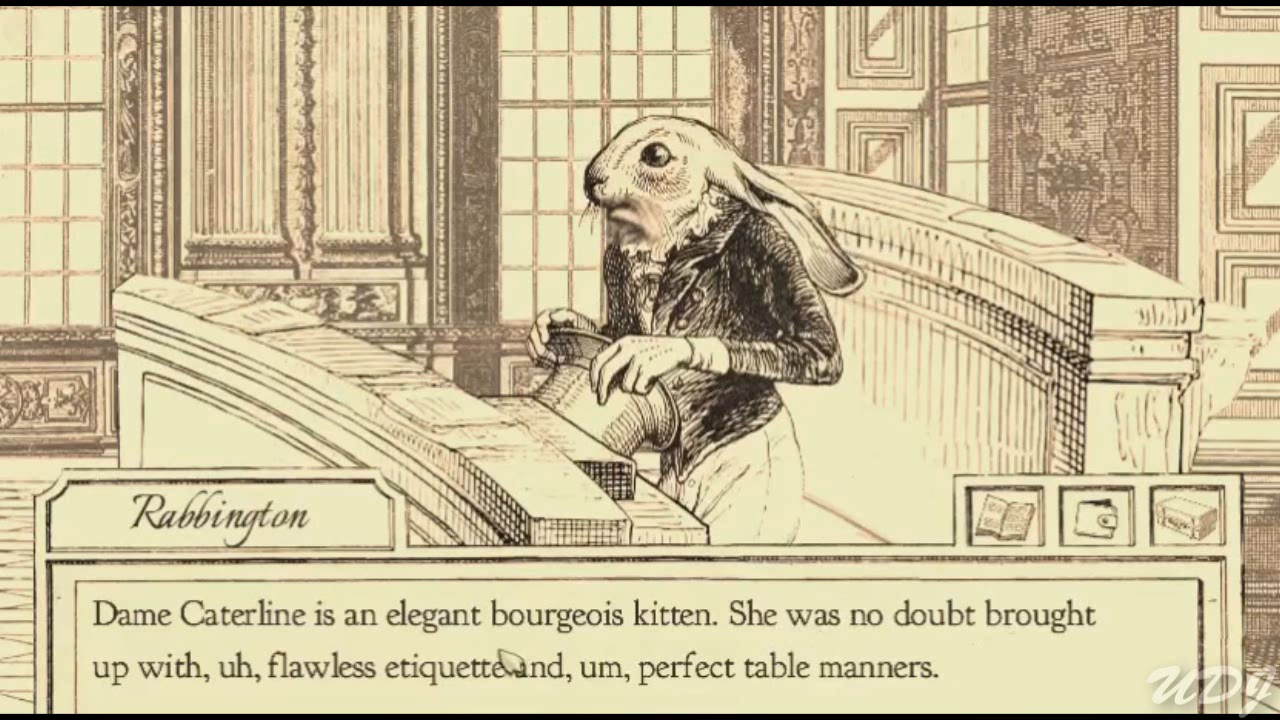 Rabbington
Dame Caterline is an elegant bourgeois kitten. She was no doubt brought
up with, uh, flawless etiquette and, um, perfect table manners.
UDy